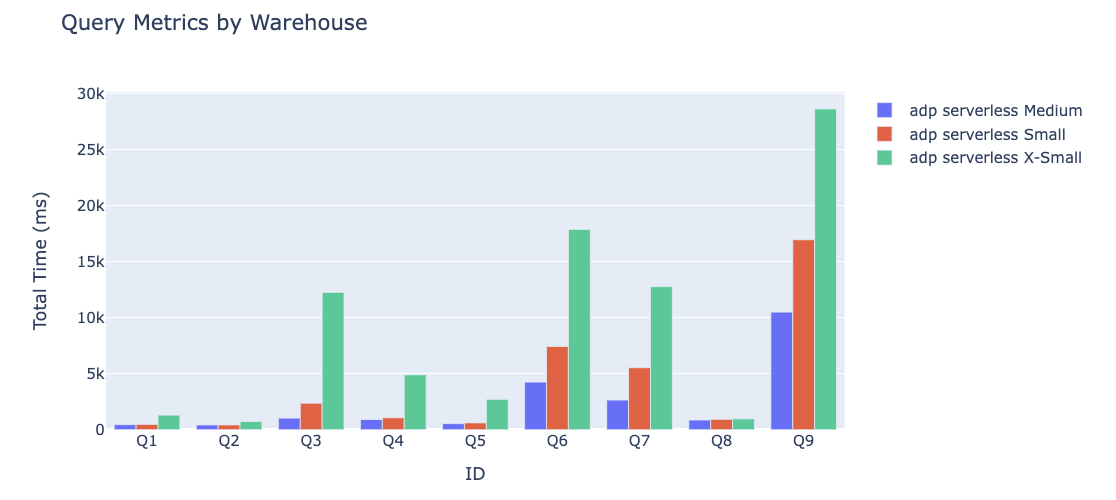 Query Metrics by Warehouse
30k
25k
20k
15k
10k
5k
0
Total Time (ms)
Q1 Q2 Q3 Q4 Q5 Q6 Q7 Q8 Q9
ID
adp serverless Medium
adp serverless Small
adp serverless X-Small